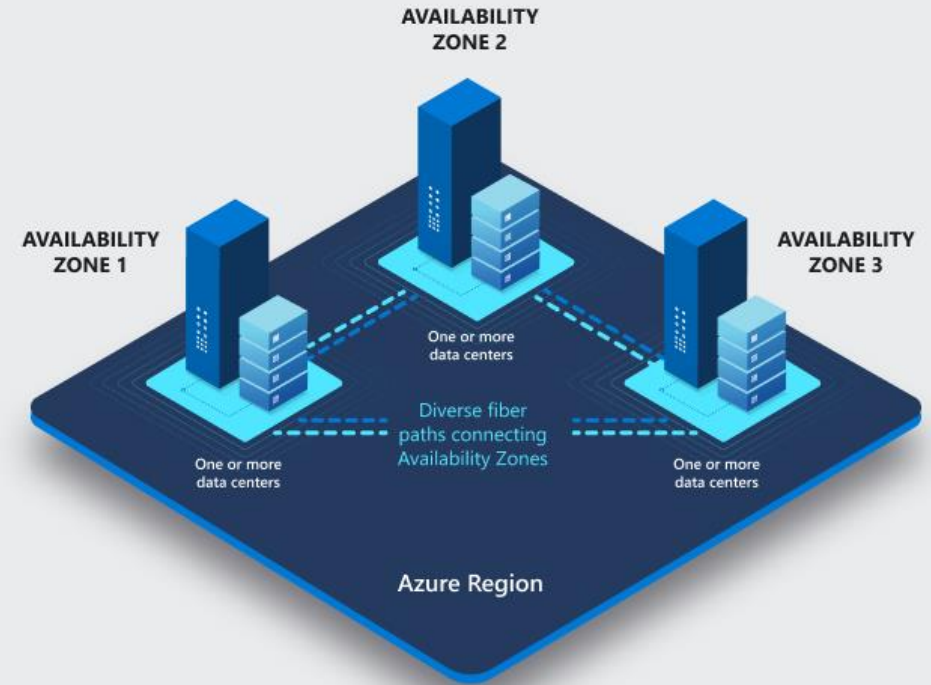 AVAILABILITY
ZONE 2
AVAILABILITY
ZONE 1
AVAILABILITY
ZONE 3
One or more
data centers
Diverse fiber
paths connecting
Availability Zones
One or more
data centers
One or more
data centers
Azure Region